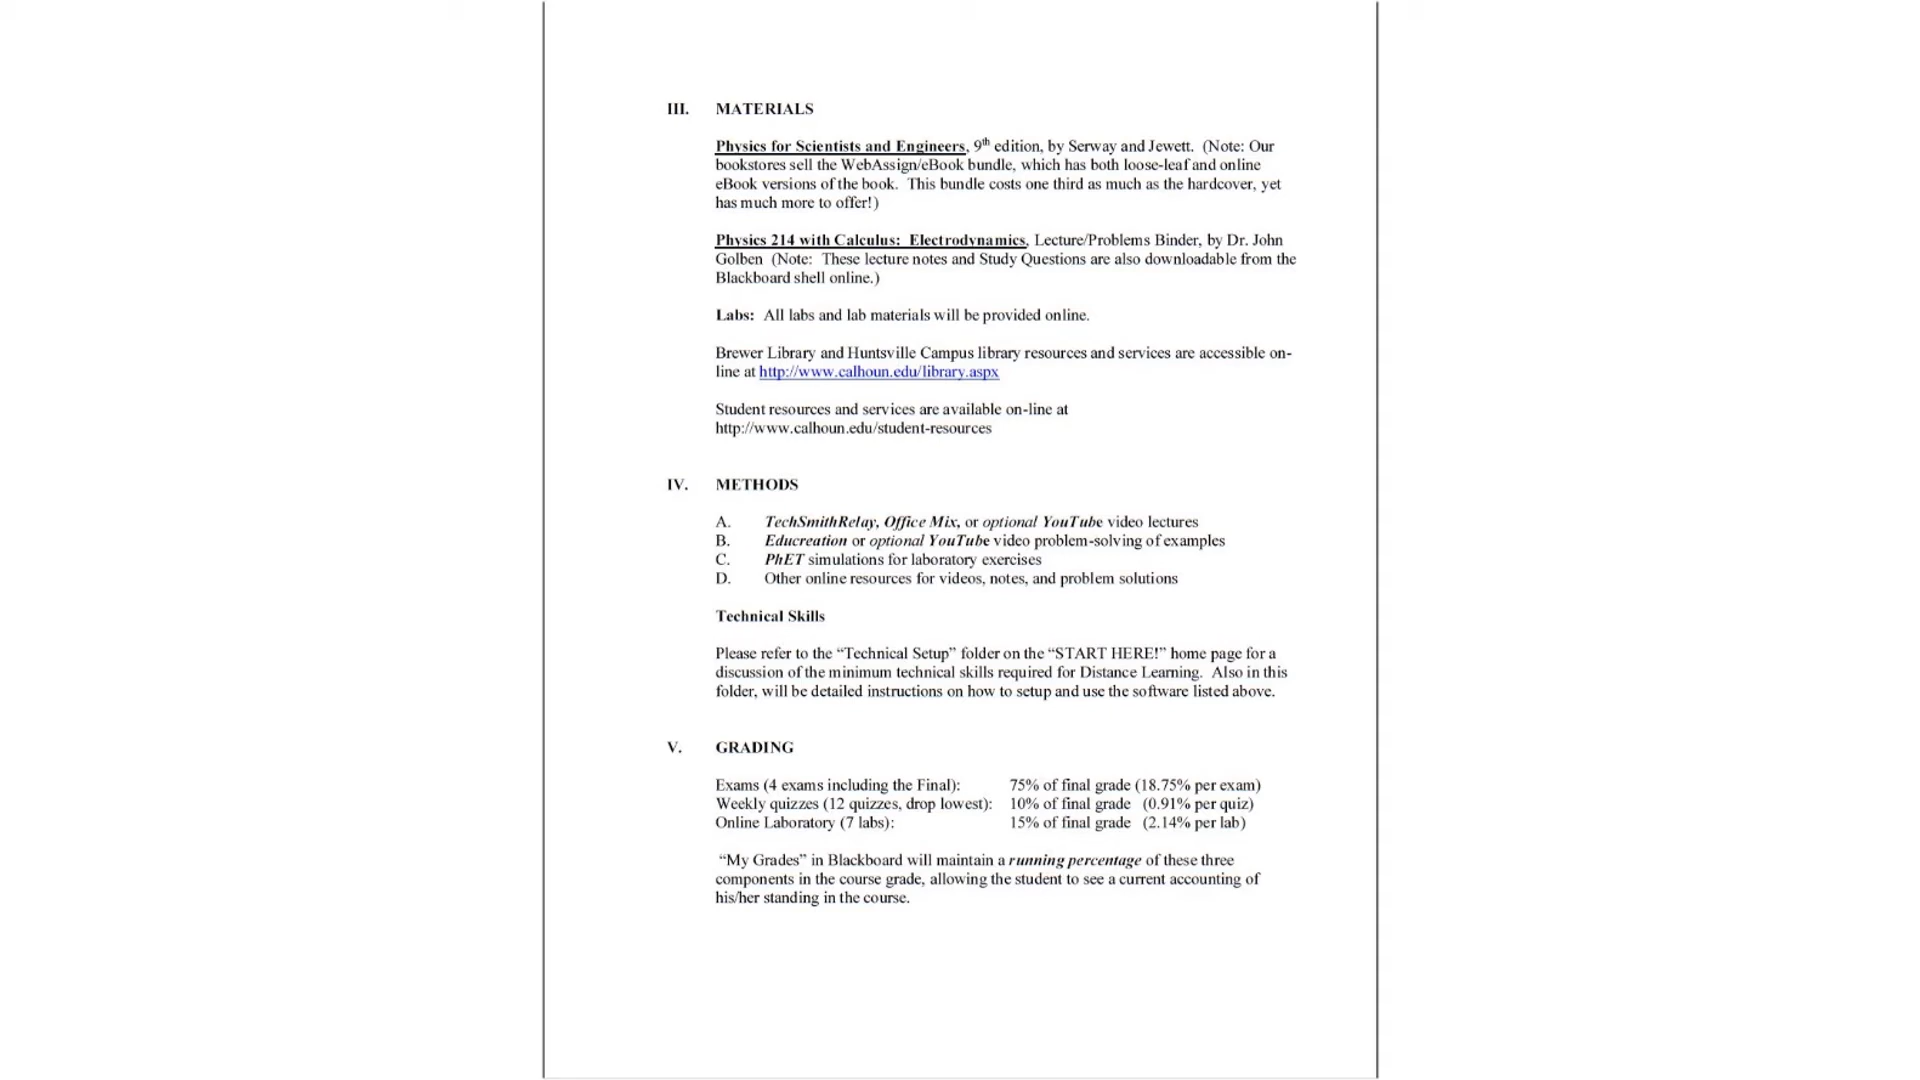 III. MATERIALS
Physics for Scientists and Engineers, 9th edition, by Serway and Jewett. (Note: Our
bookstores sell the WebAssign/eBook bundle, which has both loose-leaf and online
eBook versions of the book. This bundle costs one third as much as the hardcover, yet
has much more to offer!)
Physics 214 with Calculus: Electrodynamics, Lecture/Problems Binder, by Dr. John
Golben (Note: These lecture notes and Study Questions are also downloadable from the
Blackboard shell online.)
Labs: All labs and lab materials will be provided online.
Brewer Library and Huntsville Campus library resources and services are accessible on-
line at http://www.calhoun.edu/library.aspx
Student resources and services are available on-line at
http://www.calhoun.edu/student-resources
IV. METHODS
A. TechSmithRelay, Office Mix, or optional YouTube video lectures
B. Educreation or optional YouTube video problem-solving of examples
C. PhET simulations for laboratory exercises
D. Other online resources for videos, notes, and problem solutions
Technical Skills
Please refer to the “Technical Setup” folder on the “START HERE!” home page for a
discussion of the minimum technical skills required for Distance Learning. Also in this
folder, will be detailed instructions on how to setup and use the software listed above.
V. GRADING
Exams (4 exams including the Final): 75% of final grade (18.75% per exam)
Weekly quizzes (12 quizzes, drop lowest): 10% of final grade (0.91% per quiz)
Online Laboratory (7 labs): 15% of final grade (2.14% per lab)
“My Grades” in Blackboard will maintain a running percentage of these three
components in the course grade, allowing the student to see a current accounting of
his/her standing in the course.